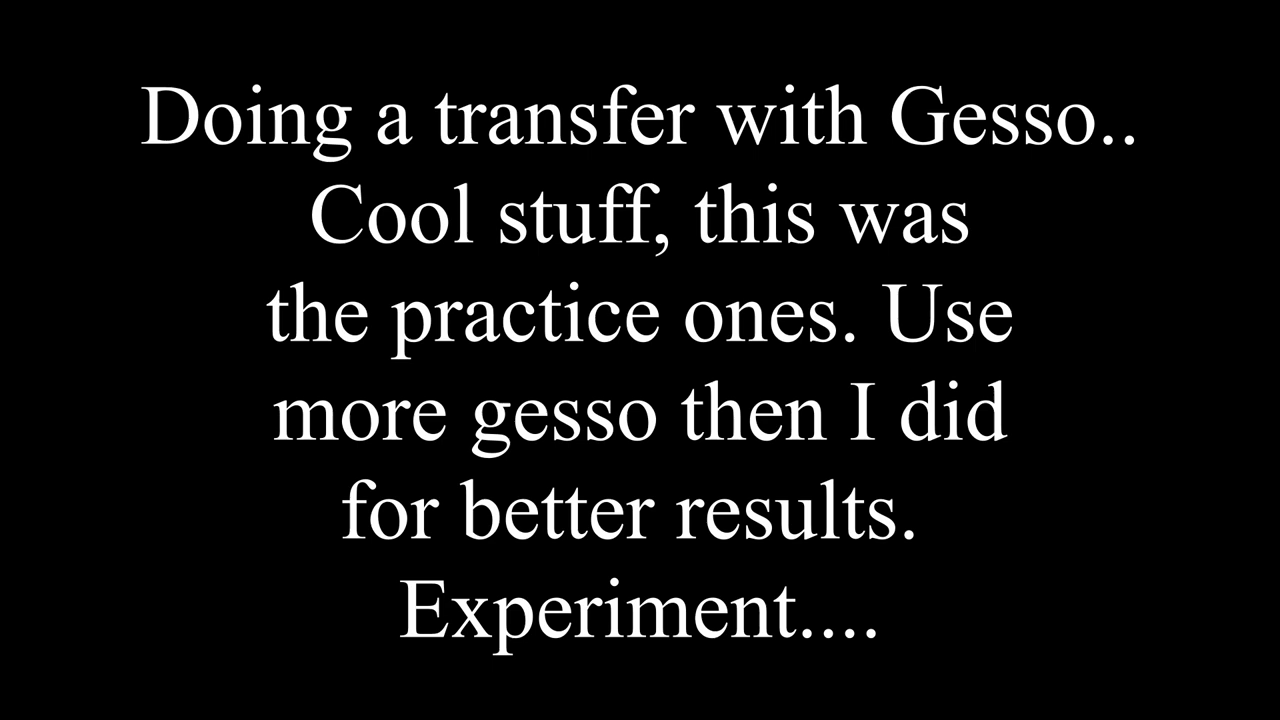 Doing a transfer with Gesso..
Cool stuff, this was
the practice ones. Use
more gesso then I did
for better results.
Experiment....